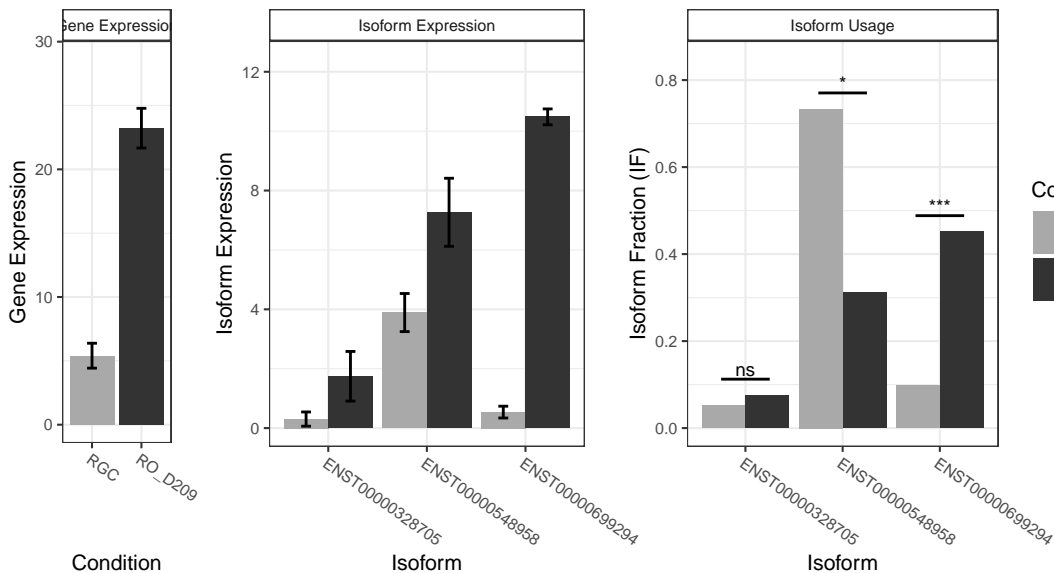 Gene Expression
Isoform Expression
Isoform Usage
Gene Expression
30
20
10
0
RGC
RO_D209
Condition
Isoform Expression
12
8
4
0
ENST00000328705
ENST00000548958
ENST00000699294
Isoform
Isoform Fraction (IF)
0.8
0.6
0.4
0.2
0.0
ns
*
***
ENST00000328705
ENST00000548958
ENST00000699294
Isoform